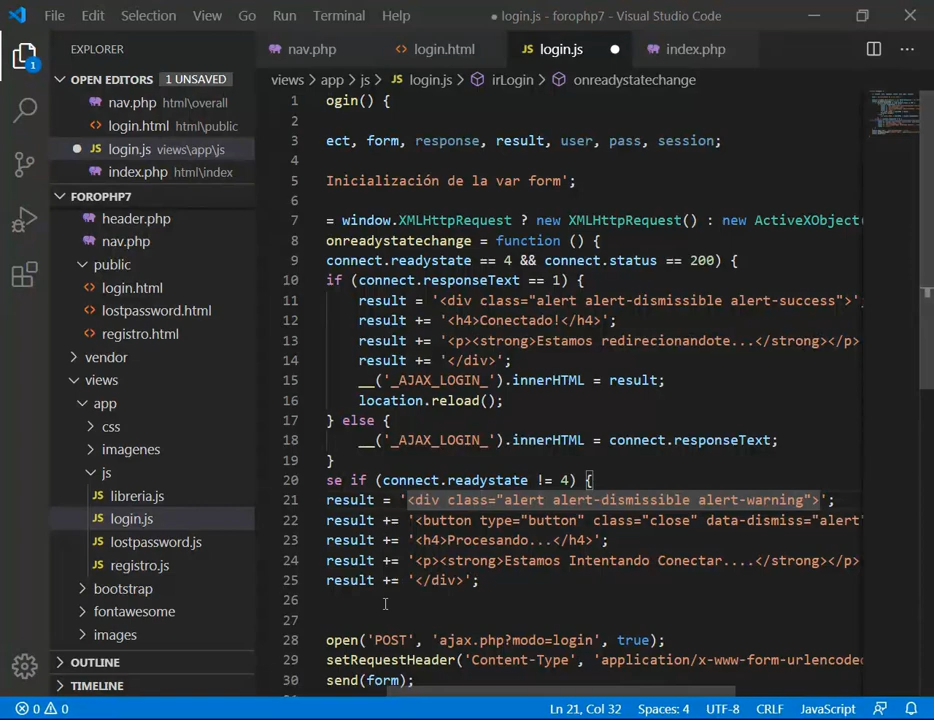 File Edit Selection View Go Run Terminal Help ● login.js - forophp7 - Visual Studio Code
EXPLORER
nav.php login.html login.js index.php
OPEN EDITORS 1 UNSAVED
views > app > js > login.js > irLogin > onreadystatechange
nav.php html\overall
login.html html\public
login.js views\app\js
index.php html\index
FOROPHP7
header.php
nav.php
public
login.html
lostpassword.html
registro.html
vendor
views
app
css
imagenes
js
libreria.js
login.js
lostpassword.js
registro.js
bootstrap
fontawesome
images
OUTLINE
TIMELINE
1
1 ogin() {
2
3 ect, form, response, result, user, pass, session;
4
5 Inicialización de la var form';
6
7 = window.XMLHttpRequest ? new XMLHttpRequest() : new ActiveXObject(
8 onreadystatechange = function () {
9 connect.readystate == 4 && connect.status == 200) {
10 if (connect.responseText == 1) {
11 result = '<div class="alert alert-dismissible alert-success">'
12 result += '<h4>Conectado!</h4>';
13 result += '<p><strong>Estamos redirecionandote...</strong></p>
14 result += '</div>';
15 __('_AJAX_LOGIN_').innerHTML = result;
16 location.reload();
17 } else {
18 __('_AJAX_LOGIN_').innerHTML = connect.responseText;
19 }
20 se if (connect.readystate != 4) {
21 result = '<div class="alert alert-dismissible alert-warning">';
22 result += '<button type="button" class="close" data-dismiss="alert"
23 result += '<h4>Procesando...</h4>';
24 result += '<p><strong>Estamos Intentando Conectar....</strong></p>
25 result += '</div>';
26
27
28 open('POST', 'ajax.php?modo=login', true);
29 setRequestHeader('Content-Type', 'application/x-www-form-urlencoded
30 send(form);
0 0 Ln 21, Col 32 Spaces: 4 UTF-8 CRLF JavaScript